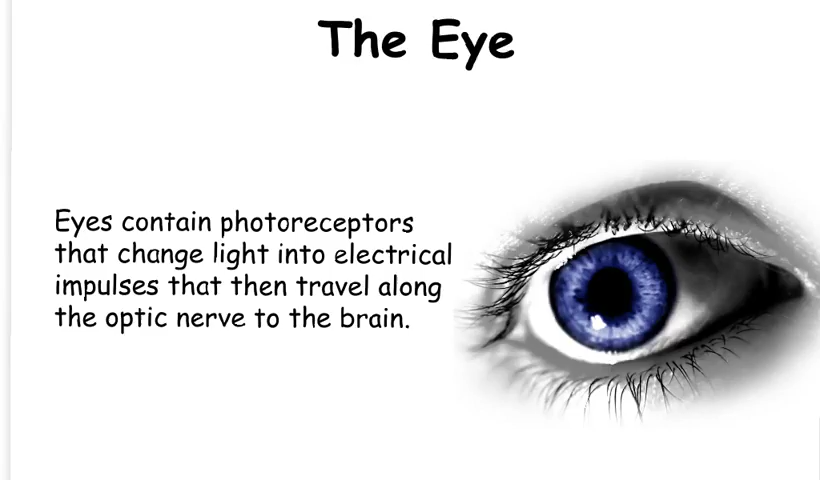 The Eye
Eyes contain photoreceptors
that change light into electrical
impulses that then travel along
the optic nerve to the brain.